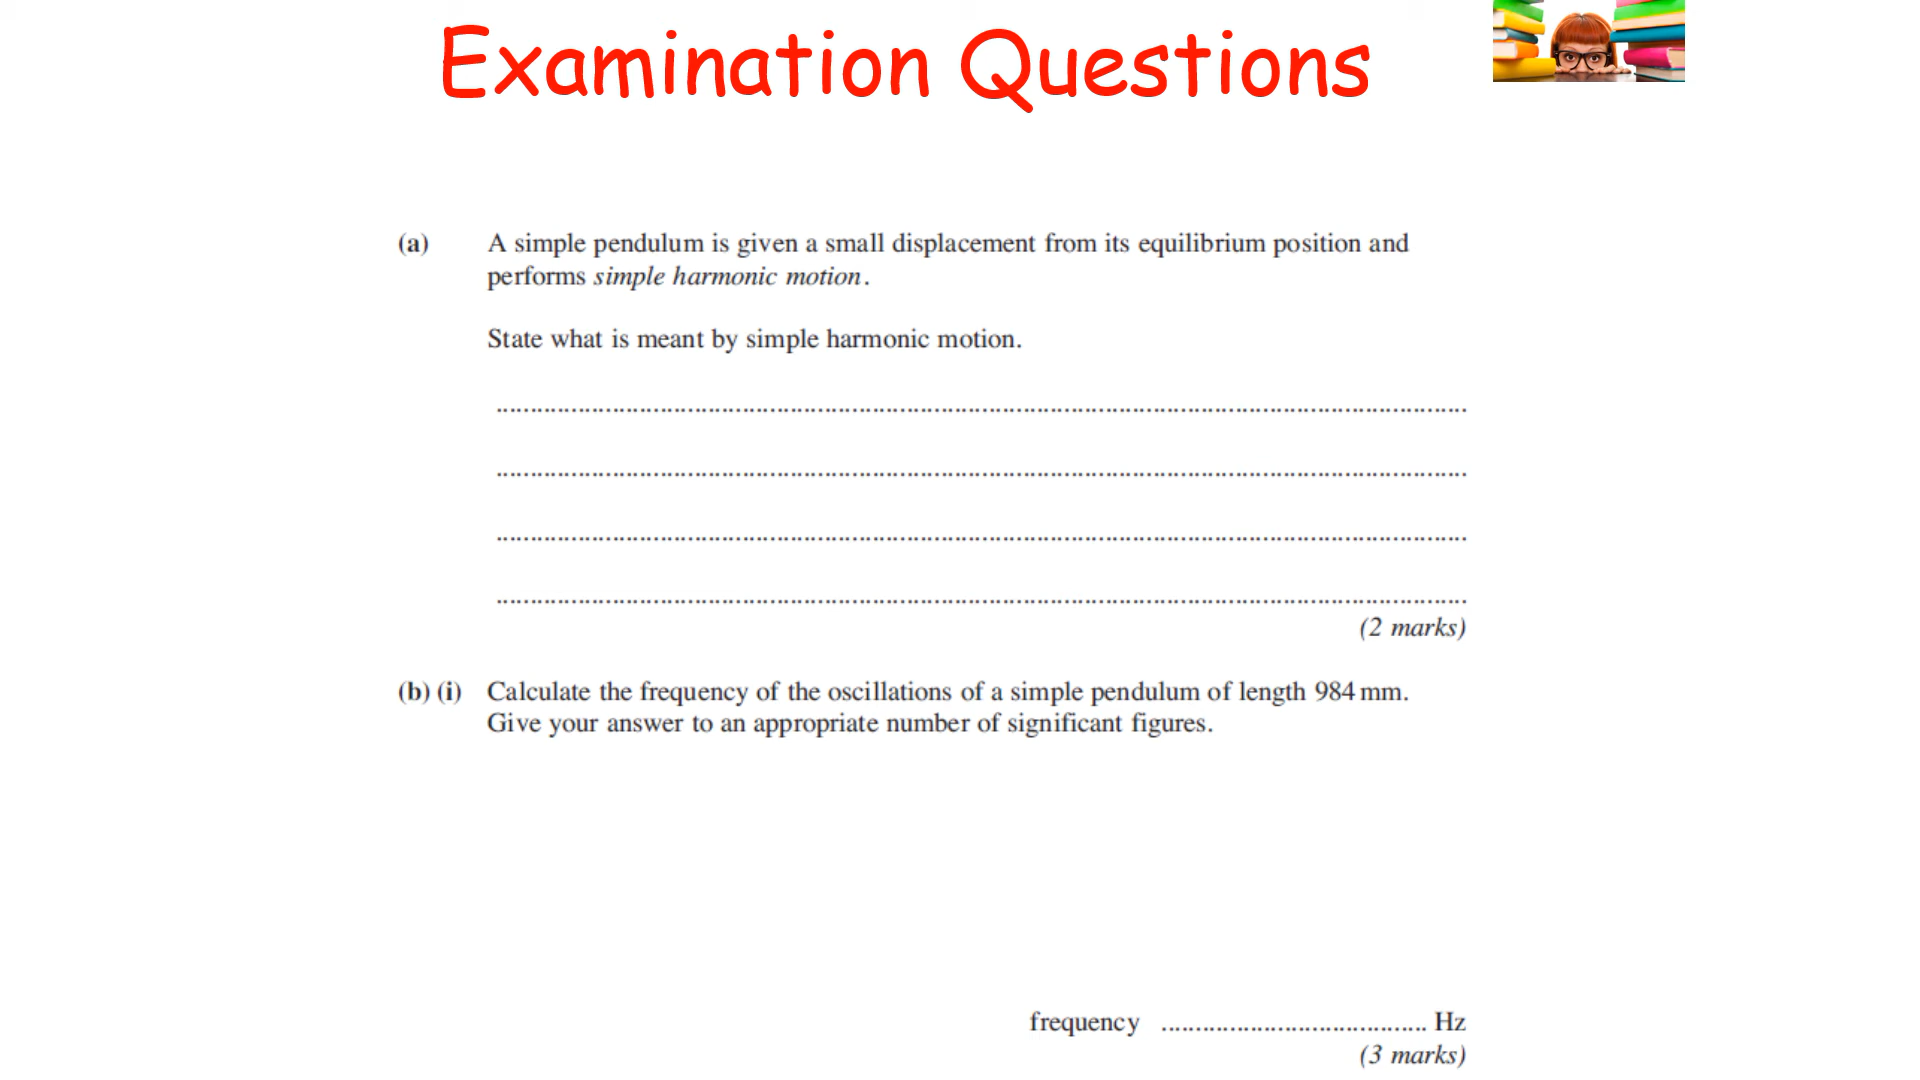 Examination Questions
(a) A simple pendulum is given a small displacement from its equilibrium position and
performs simple harmonic motion.
State what is meant by simple harmonic motion.
..........................................................................................................................................
..........................................................................................................................................
..........................................................................................................................................
..........................................................................................................................................
(2 marks)
(b) (i) Calculate the frequency of the oscillations of a simple pendulum of length 984 mm.
Give your answer to an appropriate number of significant figures.
frequency ....................................... Hz
(3 marks)